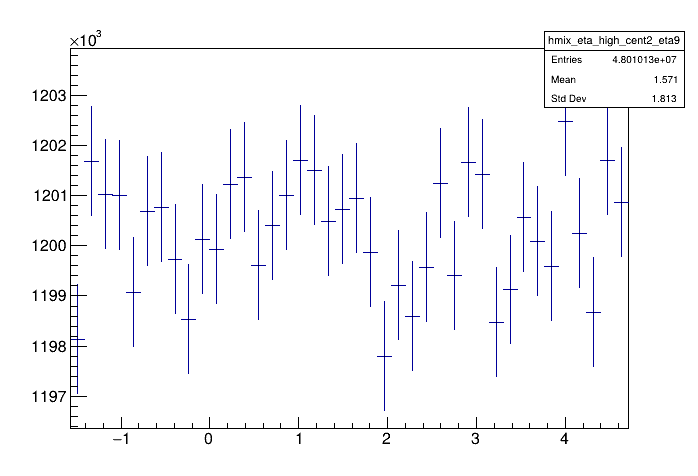 ×10³
hmix_eta_high_cent2_eta9
Entries 4.801013e+07
Mean 1.571
Std Dev 1.813
1203
1202
1201
1200
1199
1198
1197
−1 0 1 2 3 4